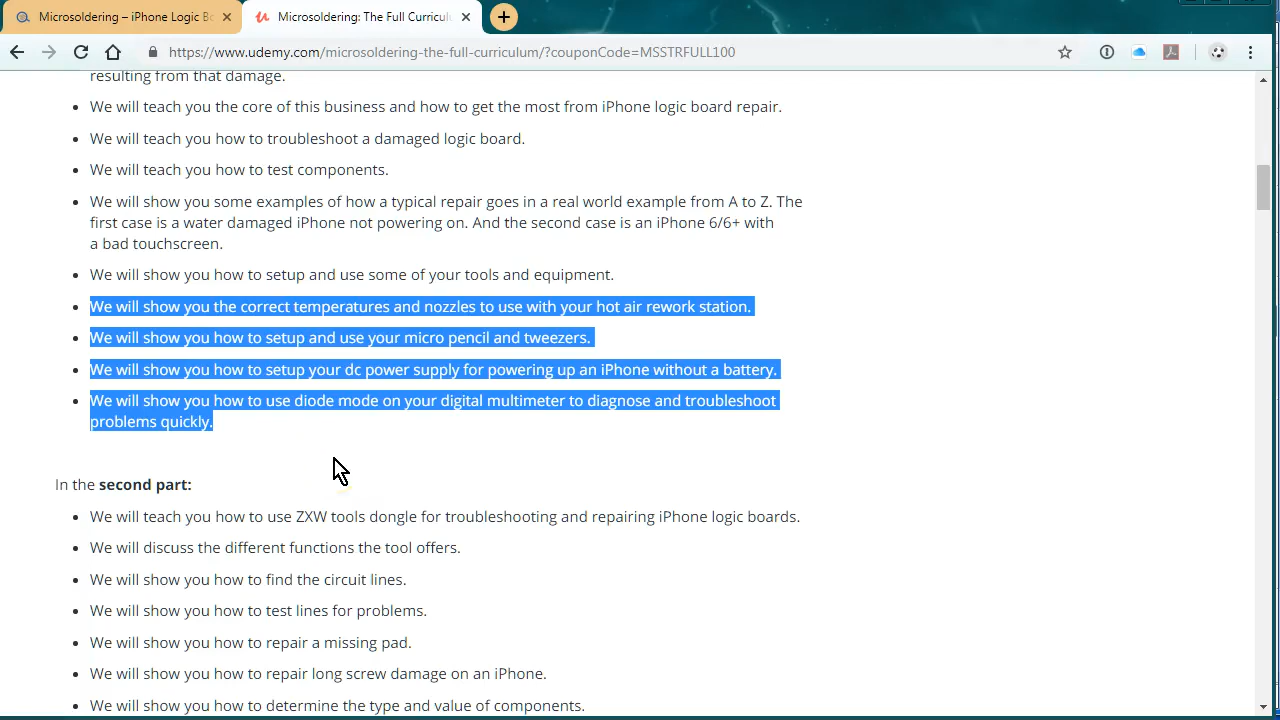 Microsoldering – iPhone Logic Bo
Microsoldering: The Full Curricul
https://www.udemy.com/microsoldering-the-full-curriculum/?couponCode=MSSTRFULL100
resulting from that damage.
We will teach you the core of this business and how to get the most from iPhone logic board repair.
We will teach you how to troubleshoot a damaged logic board.
We will teach you how to test components.
We will show you some examples of how a typical repair goes in a real world example from A to Z. The
first case is a water damaged iPhone not powering on. And the second case is an iPhone 6/6+ with
a bad touchscreen.
We will show you how to setup and use some of your tools and equipment.
We will show you the correct temperatures and nozzles to use with your hot air rework station.
We will show you how to setup and use your micro pencil and tweezers.
We will show you how to setup your dc power supply for powering up an iPhone without a battery.
We will show you how to use diode mode on your digital multimeter to diagnose and troubleshoot
problems quickly.
In the second part:
We will teach you how to use ZXW tools dongle for troubleshooting and repairing iPhone logic boards.
We will discuss the different functions the tool offers.
We will show you how to find the circuit lines.
We will show you how to test lines for problems.
We will show you how to repair a missing pad.
We will show you how to repair long screw damage on an iPhone.
We will show you how to determine the type and value of components.